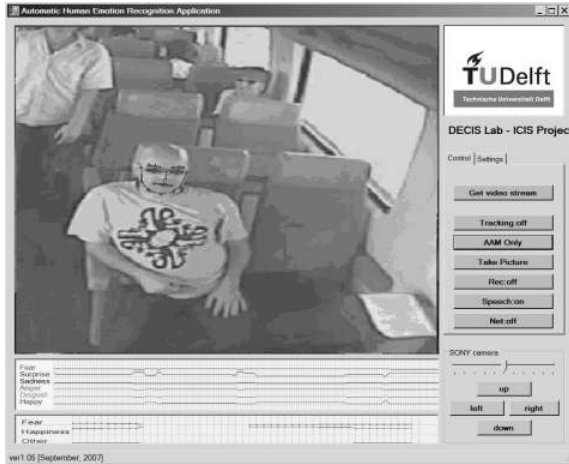 Automatic Human Emotion Recognition Application
TUDelft
Technische Universiteit Delft
DECIS Lab - ICIS Projec
Control Settings
Get video stream
Tracking:off
AAM Only
Take Picture
Rec:off
Speech:on
Net:off
SONY camera
up
left right
down
Fear
Surprise
Sadness
Anger
Disgust
Happy
Fear
Happiness
Other
ver1.05 [September, 2007]